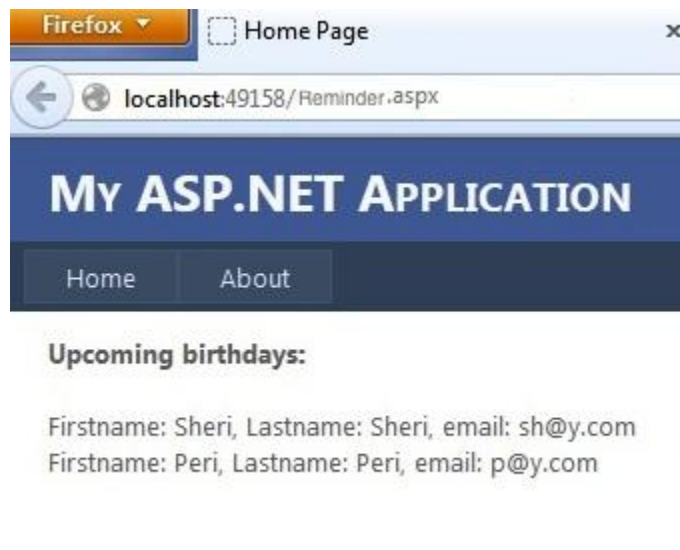 Firefox
Home Page
localhost:49158/Reminder.aspx
MY ASP.NET APPLICATION
Home About
Upcoming birthdays:
Firstname: Sheri, Lastname: Sheri, email: sh@y.com
Firstname: Peri, Lastname: Peri, email: p@y.com